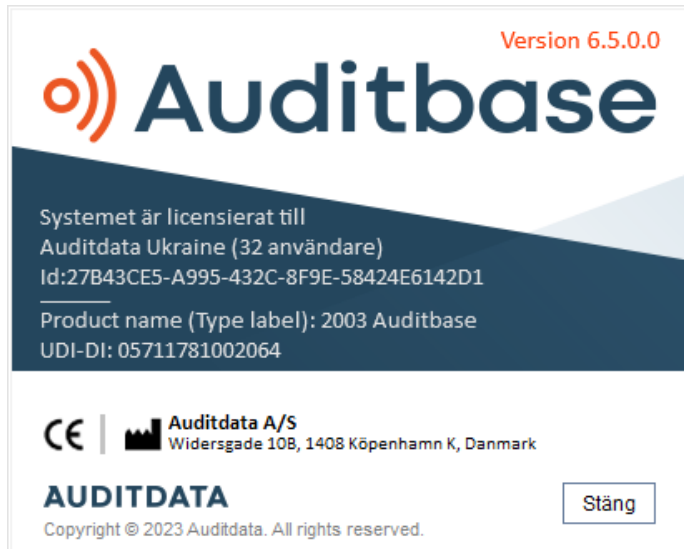 Version 6.5.0.0
Auditbase
Systemet är licensierat till
Auditdata Ukraine (32 användare)
Id:27B43CE5-A995-432C-8F9E-58424E6142D1
Product name (Type label): 2003 Auditbase
UDI-DI: 05711781002064
CE
Auditdata A/S
Widersgade 10B, 1408 Köpenhamn K, Danmark
AUDITDATA
Stäng
Copyright © 2023 Auditdata. All rights reserved.